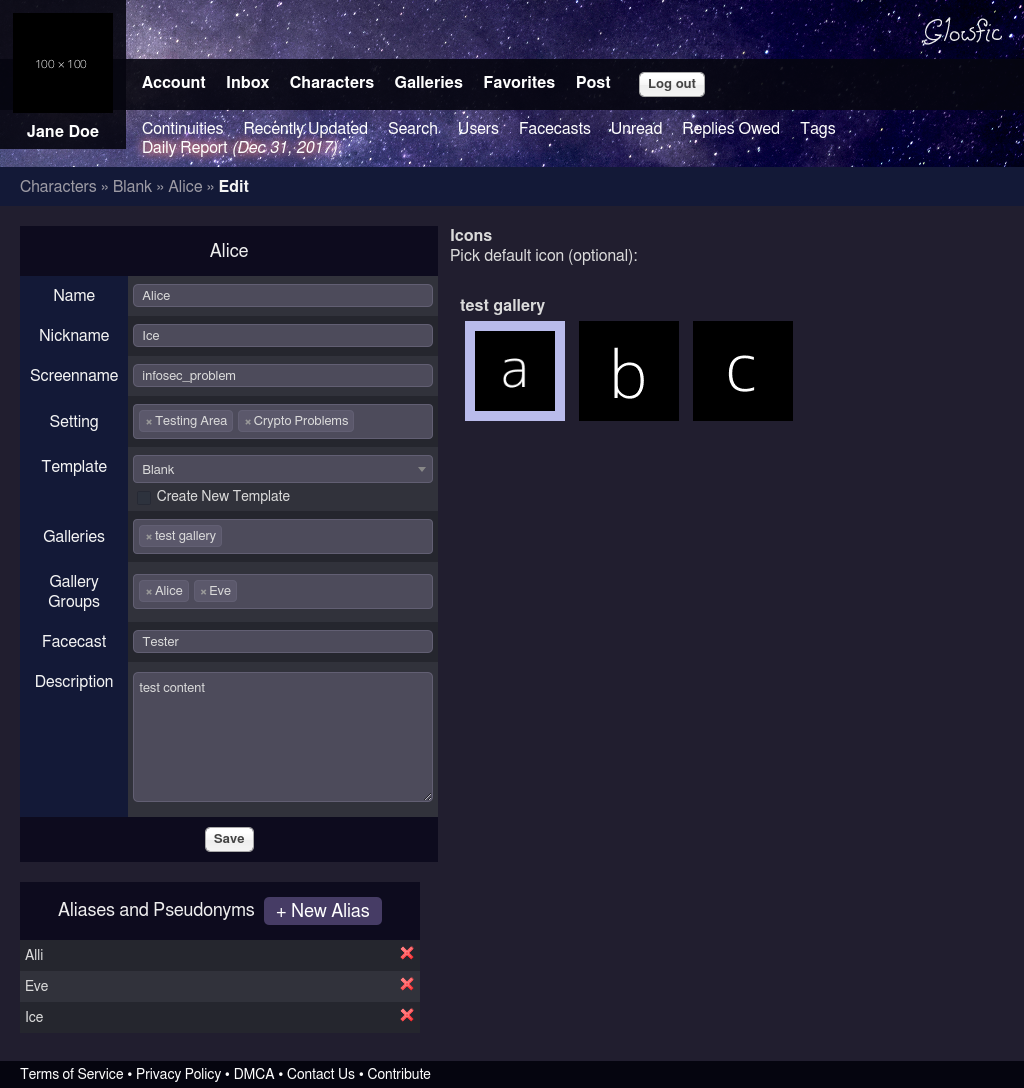 100 × 100
Glowfic
Account Inbox Characters Galleries Favorites Post Log out
Jane Doe
Continuities Recently Updated Search Users Facecasts Unread Replies Owed Tags
Daily Report (Dec 31, 2017)
Characters » Blank » Alice » Edit
Alice
Name Alice
Nickname Ice
Screenname infosec_problem
Setting × Testing Area × Crypto Problems
Template Blank
Create New Template
Galleries × test gallery
Gallery Groups × Alice × Eve
Facecast Tester
Description test content
Save
Icons
Pick default icon (optional):
test gallery
a b c
Aliases and Pseudonyms + New Alias
Alli
Eve
Ice
Terms of Service • Privacy Policy • DMCA • Contact Us • Contribute